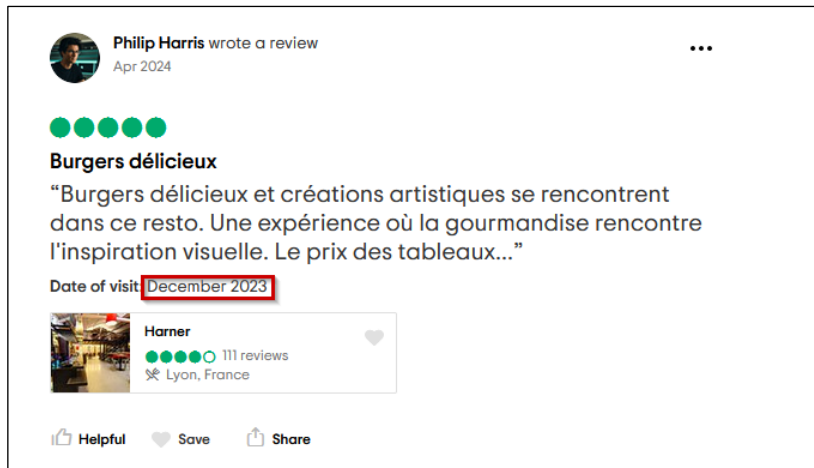 Philip Harris wrote a review
Apr 2024
Burgers délicieux
“Burgers délicieux et créations artistiques se rencontrent
dans ce resto. Une expérience où la gourmandise rencontre
l'inspiration visuelle. Le prix des tableaux...”
Date of visit: December 2023
Harner
111 reviews
Lyon, France
Helpful Save Share